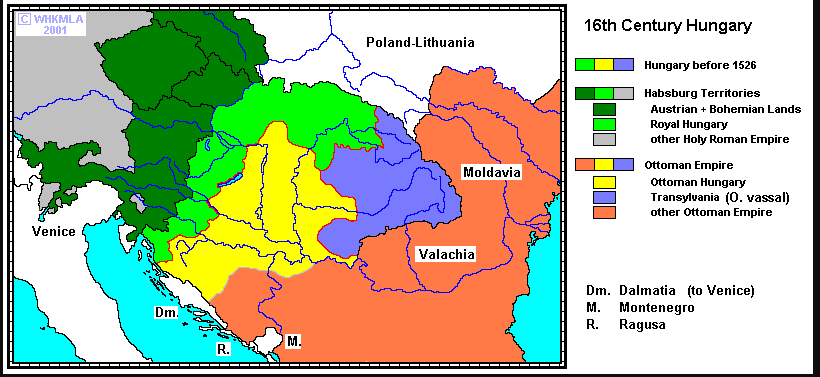 © WHKMLA
2001
Poland-Lithuania
Moldavia
Venice
Valachia
Dm.
R.
M.
16th Century Hungary
Hungary before 1526
Habsburg Territories
Austrian + Bohemian Lands
Royal Hungary
other Holy Roman Empire
Ottoman Empire
Ottoman Hungary
Transylvania (O. vassal)
other Ottoman Empire
Dm. Dalmatia (to Venice)
M. Montenegro
R. Ragusa